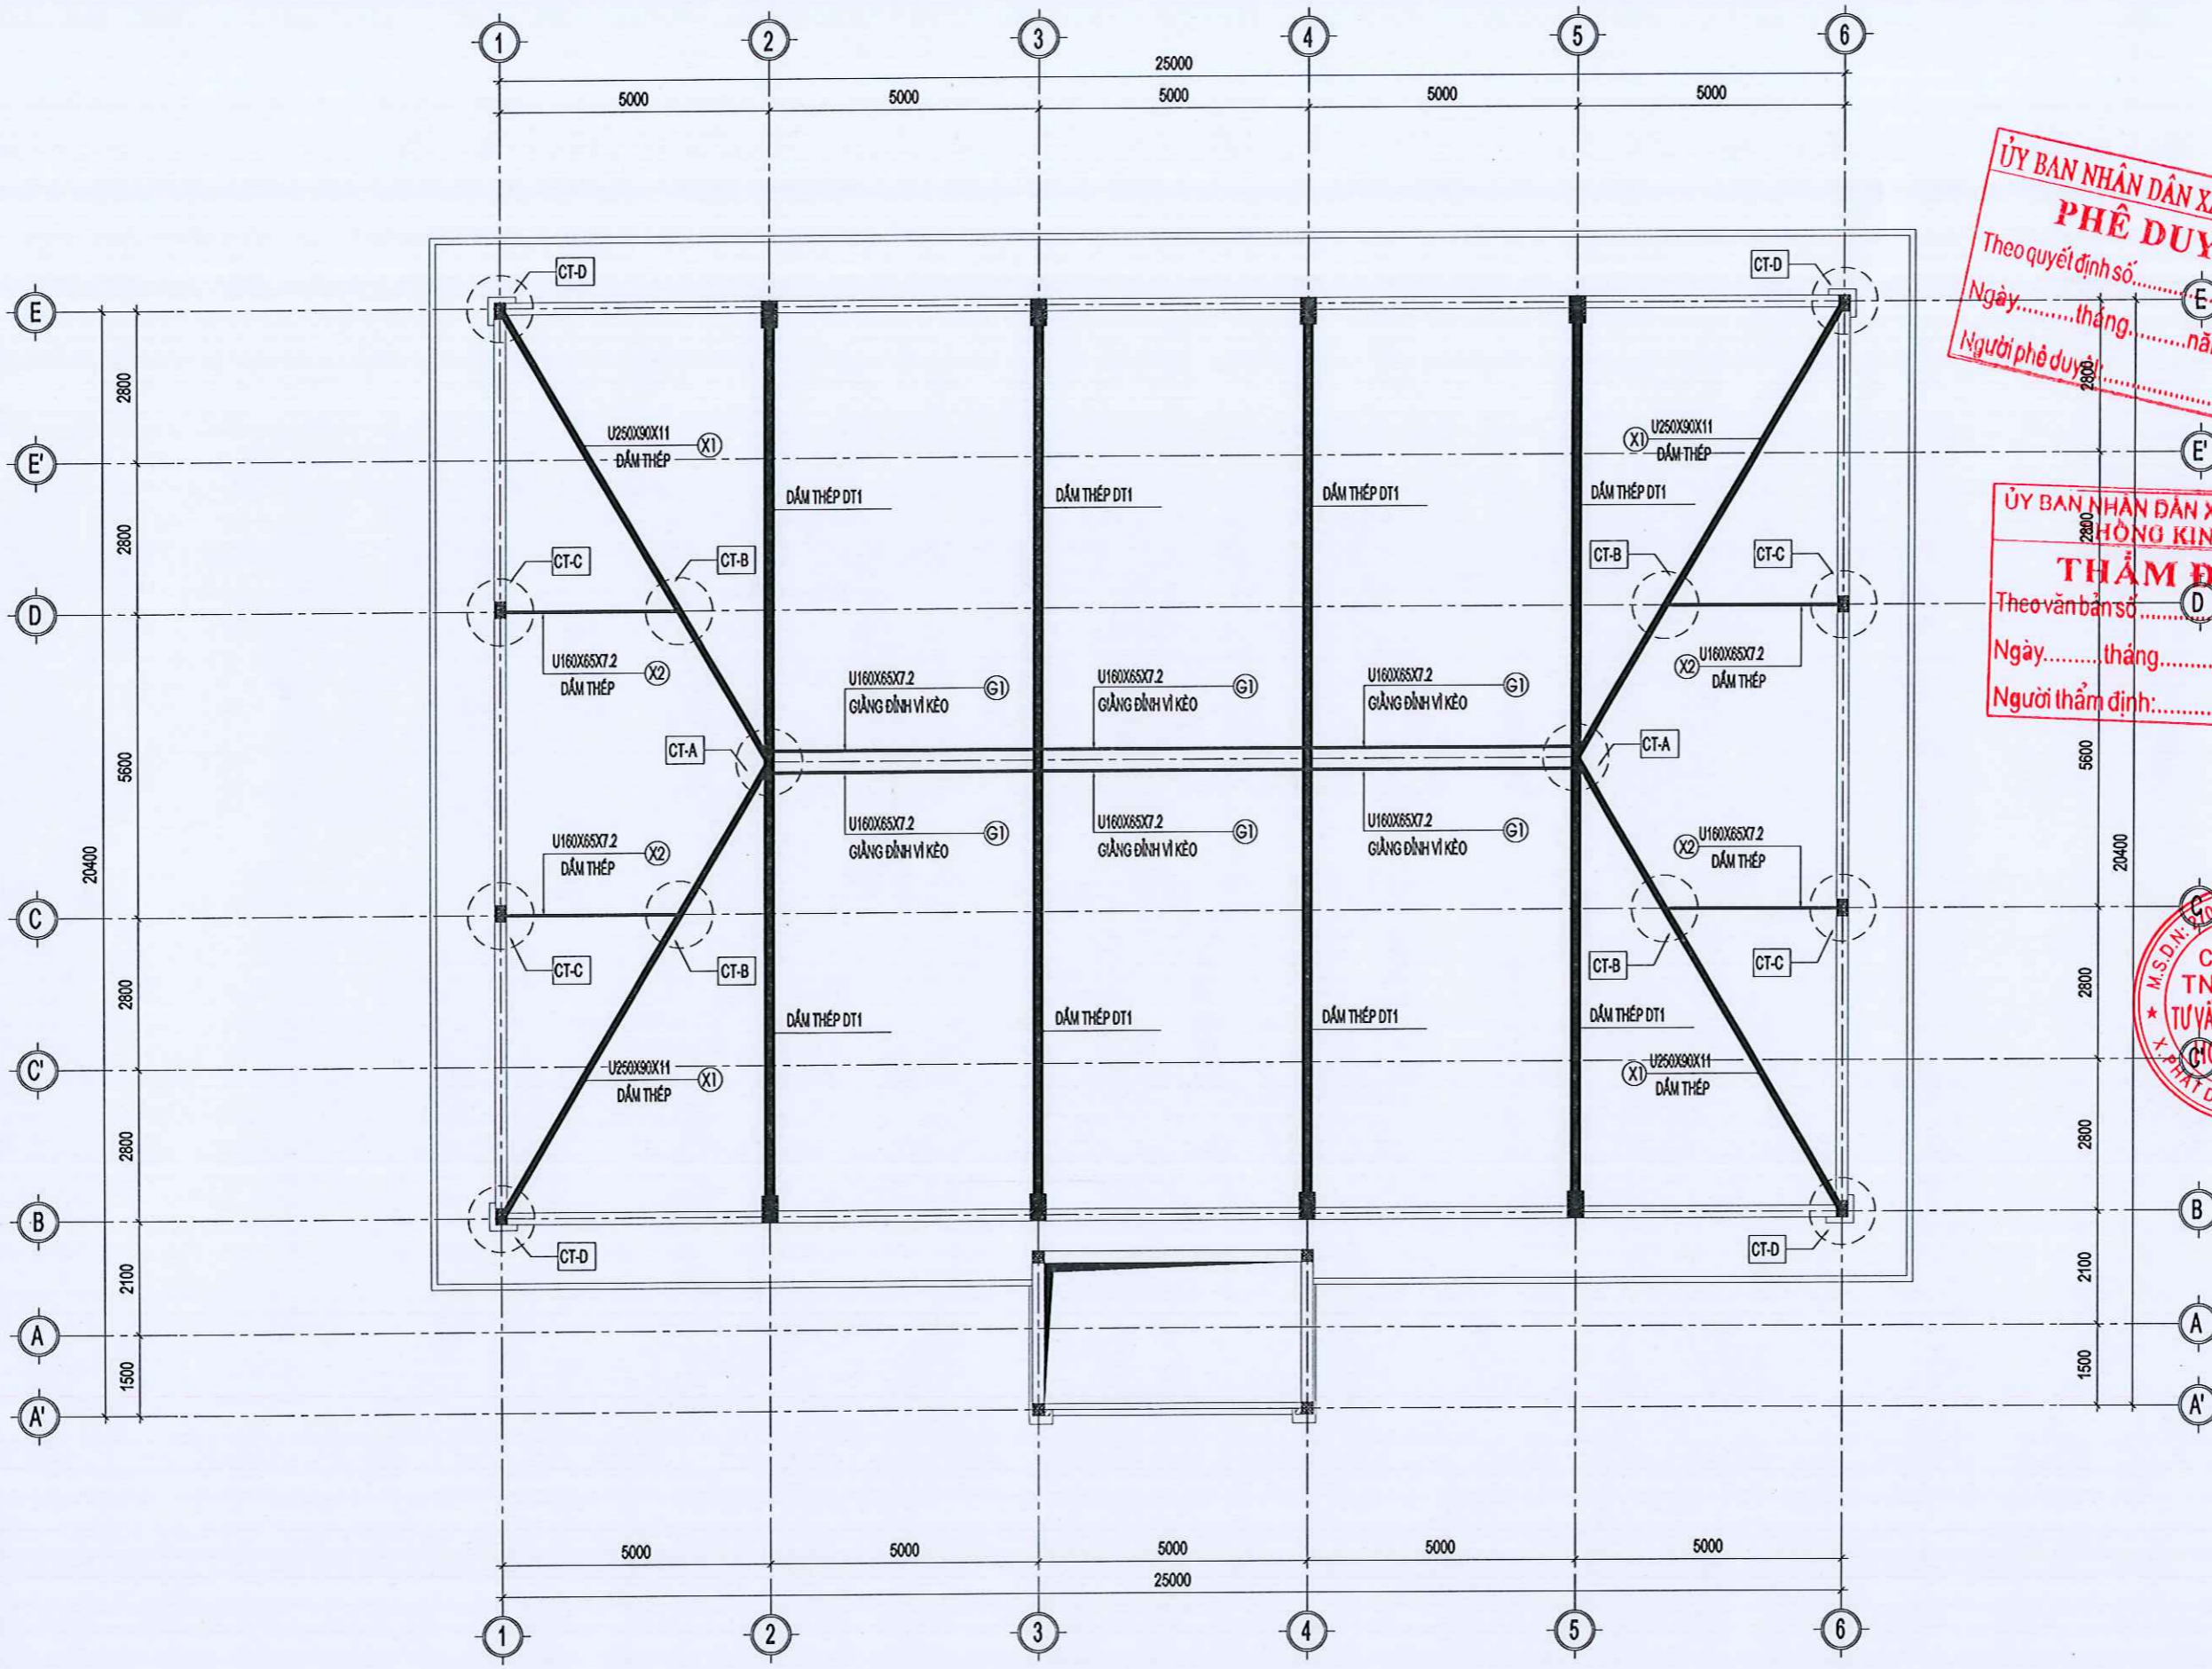 1 2 3 4 5 6
25000
5000 5000 5000 5000 5000
ỦY BAN NHÂN DÂN
PHÊ
Theo quyết định số
Ngày.........tháng.........
Người phê duyệt
CT-D CT-D
E E
2800 2800
U250X90X11 X1
DẦM THÉP
X1 U250X90X11
DẦM THÉP
E' E'
DẦM THÉP DT1 DẦM THÉP DT1 DẦM THÉP DT1 DẦM THÉP DT1
ỦY BAN NHÂN DÂN
2800 2800
THẨM
Theo văn bản số
Ngày.........tháng.........
Người thẩm định:
CT-C CT-B CT-B CT-C
D D
U160X65X7.2 X2
DẦM THÉP
X2 U160X65X7.2
DẦM THÉP
U160X65X7.2 G1
GIẰNG ĐỈNH VÌ KÈO
U160X65X7.2 G1
GIẰNG ĐỈNH VÌ KÈO
U160X65X7.2 G1
GIẰNG ĐỈNH VÌ KÈO
CT-A CT-A
5600 5600
U160X65X7.2 G1
GIẰNG ĐỈNH VÌ KÈO
U160X65X7.2 G1
GIẰNG ĐỈNH VÌ KÈO
U160X65X7.2 G1
GIẰNG ĐỈNH VÌ KÈO
U160X65X7.2 X2
DẦM THÉP
X2 U160X65X7.2
DẦM THÉP
20400 20400
C C
CT-C CT-B CT-B CT-C
2800 2800
M.S.D.N:
DẦM THÉP DT1 DẦM THÉP DT1 DẦM THÉP DT1 DẦM THÉP DT1
C' C'
U250X90X11 X1
DẦM THÉP
X1 U250X90X11
DẦM THÉP
2800 2800
B B
CT-D CT-D
2100 2100
A A
1500 1500
A' A'
5000 5000 5000 5000 5000
25000
1 2 3 4 5 6